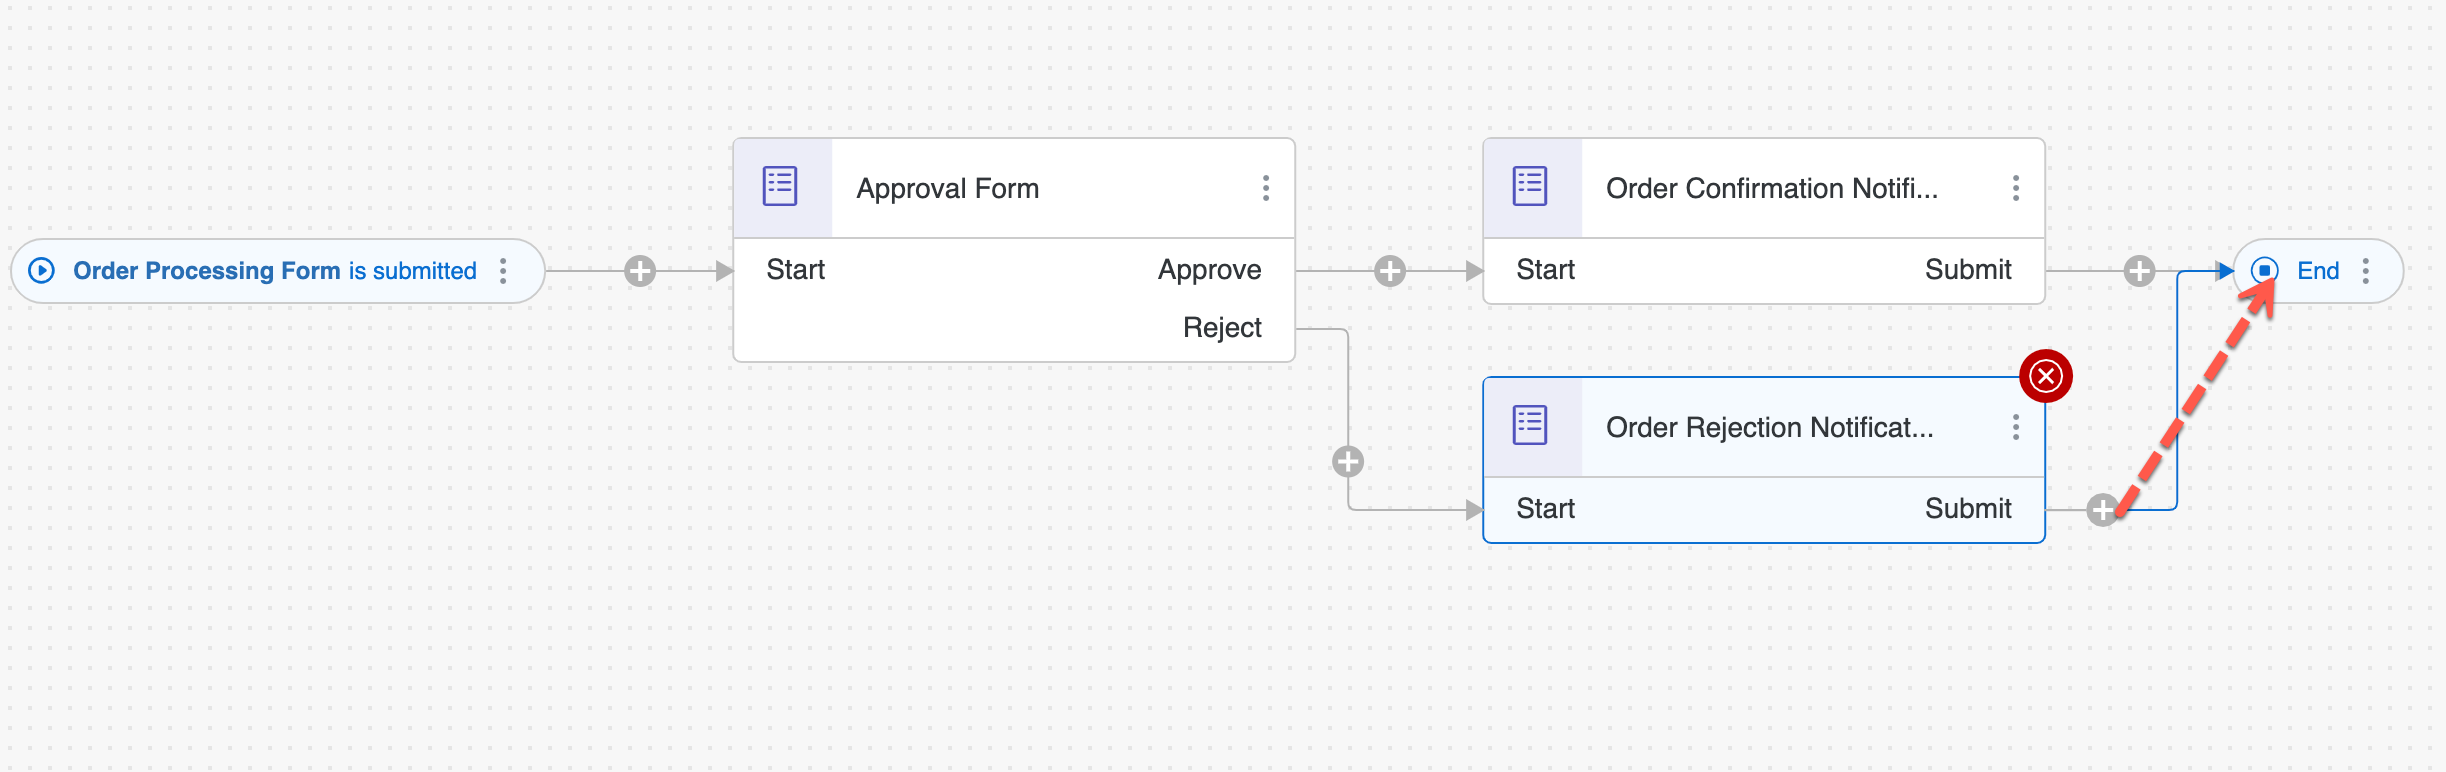 Order Processing Form is submitted
Approval Form
Start
Approve
Reject
Order Confirmation Notifi...
Start
Submit
Order Rejection Notificat...
Start
Submit
End